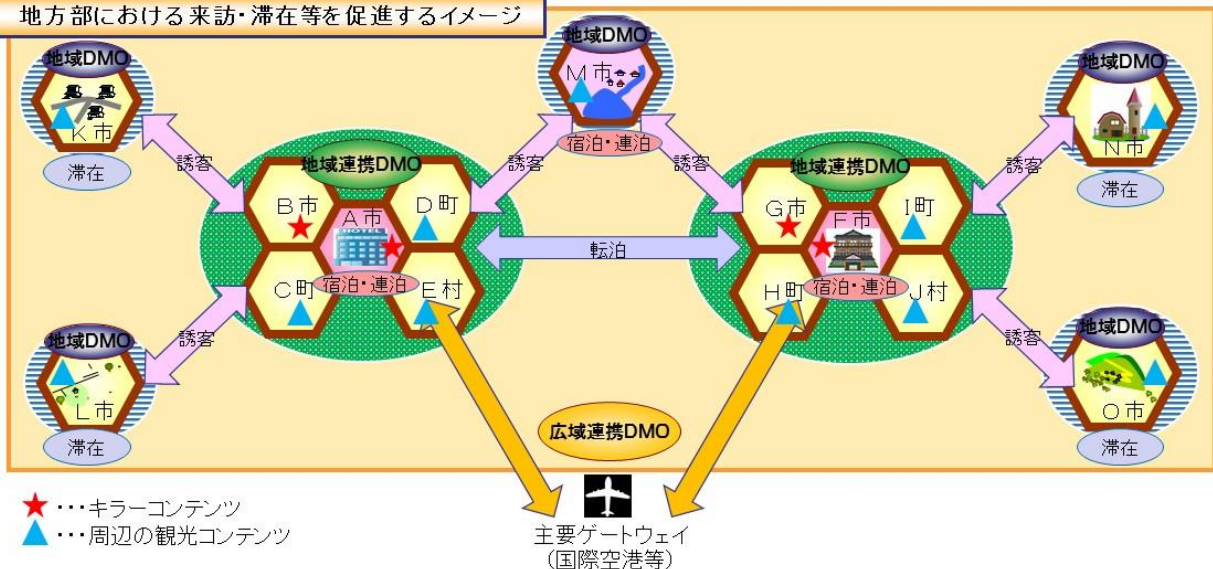 地方部における来訪・滞在等を促進するイメージ
地域DMO
K市
滞在
地域DMO
M市
宿泊・連泊
地域DMO
N市
滞在
誘客
誘客
誘客
誘客
地域連携DMO
B市
A市
HOTEL
D町
C町
宿泊・連泊
E村
転泊
地域連携DMO
G市
F市
I町
H町
宿泊・連泊
J村
誘客
誘客
地域DMO
L市
滞在
地域DMO
O市
滞在
広域連携DMO
主要ゲートウェイ
(国際空港等)
★・・・キラーコンテンツ
▲・・・周辺の観光コンテンツ